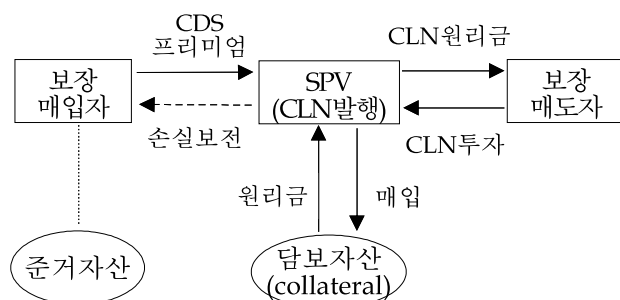 CDS
프리미엄
CLN원리금
보장
매입자
SPV
(CLN발행)
보장
매도자
손실보전
CLN투자
원리금
매입
준거자산
담보자산
(collateral)